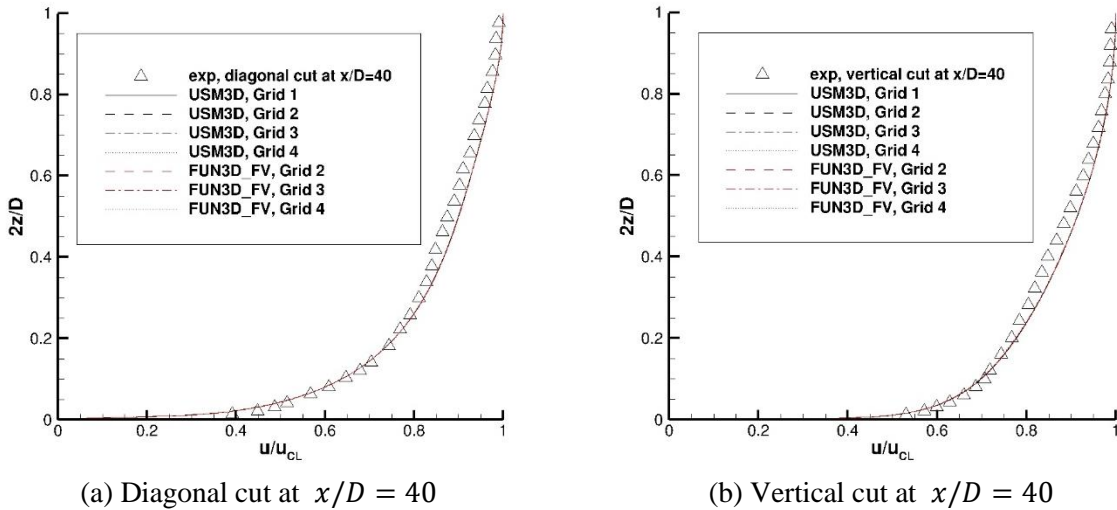 2z/D
1
0.8
0.6
0.4
0.2
0
exp, diagonal cut at x/D=40
USM3D, Grid 1
USM3D, Grid 2
USM3D, Grid 3
USM3D, Grid 4
FUN3D_FV, Grid 2
FUN3D_FV, Grid 3
FUN3D_FV, Grid 4
0 0.2 0.4 0.6 0.8 1
u/u_CL
(a) Diagonal cut at x/D = 40
2z/D
1
0.8
0.6
0.4
0.2
0
exp, vertical cut at x/D=40
USM3D, Grid 1
USM3D, Grid 2
USM3D, Grid 3
USM3D, Grid 4
FUN3D_FV, Grid 2
FUN3D_FV, Grid 3
FUN3D_FV, Grid 4
0 0.2 0.4 0.6 0.8 1
u/u_CL
(b) Vertical cut at x/D = 40